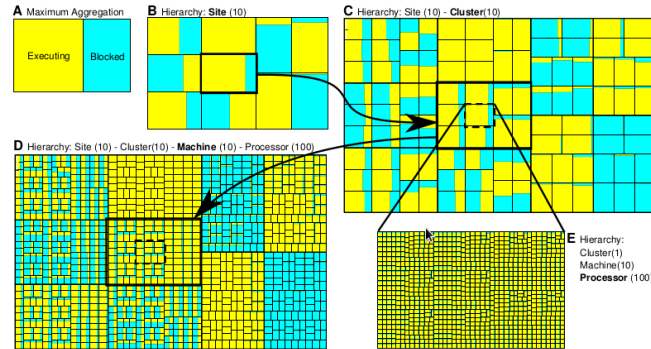 A Maximum Aggregation
Executing
Blocked
B Hierarchy: Site (10)
C Hierarchy: Site (10) - Cluster(10)
D Hierarchy: Site (10) - Cluster(10) - Machine (10) - Processor (100)
E Hierarchy:
Cluster(1)
Machine(10)
Processor (100)